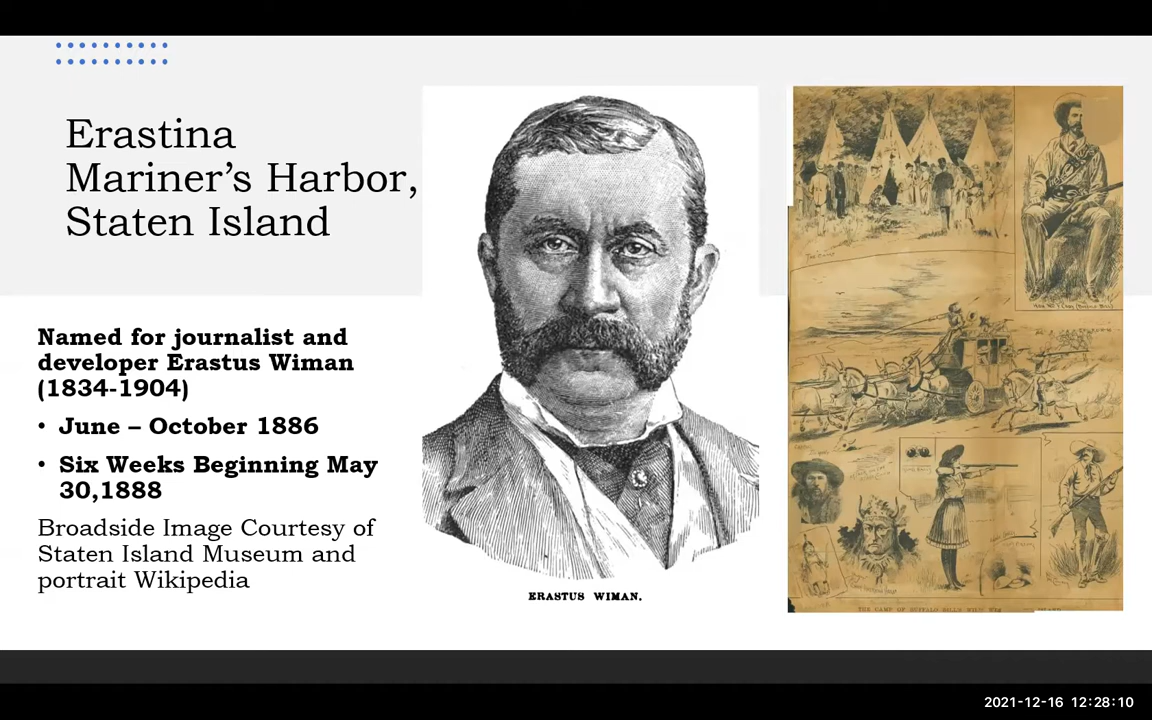 Erastina
Mariner’s Harbor,
Staten Island
Named for journalist and
developer Erastus Wiman
(1834-1904)
• June – October 1886
• Six Weeks Beginning May
30,1888
Broadside Image Courtesy of
Staten Island Museum and
portrait Wikipedia
ERASTUS WIMAN.
THE CAMP
THE CAMP OF BUFFALO BILL'S WILD
2021-12-16 12:28:10